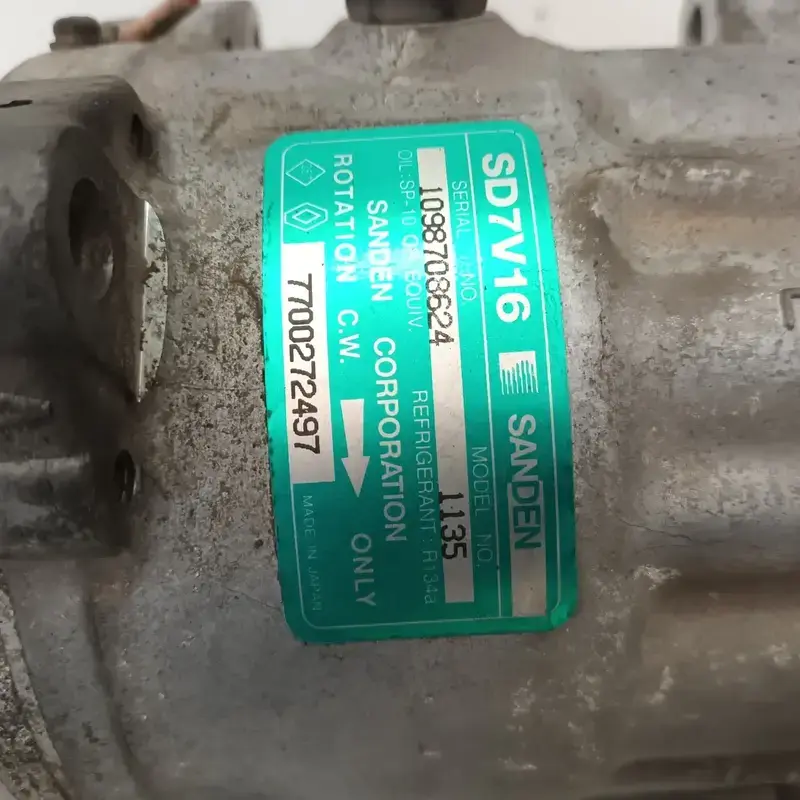 SD7V16 SANDEN
SERIAL NO. MODEL NO.
1098708624 1135
OIL:SP-10 OR EQUIV. REFRIGERANT: R134a
SANDEN CORPORATION
ROTATION C.W. ONLY
7700272497
MADE IN JAPAN